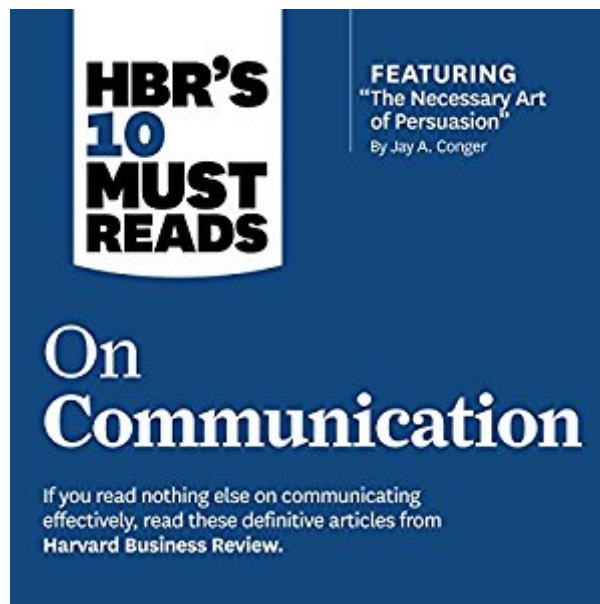 HBR'S
10
MUST
READS
FEATURING
“The Necessary Art
of Persuasion”
By Jay A. Conger
On
Communication
If you read nothing else on communicating
effectively, read these definitive articles from
Harvard Business Review.